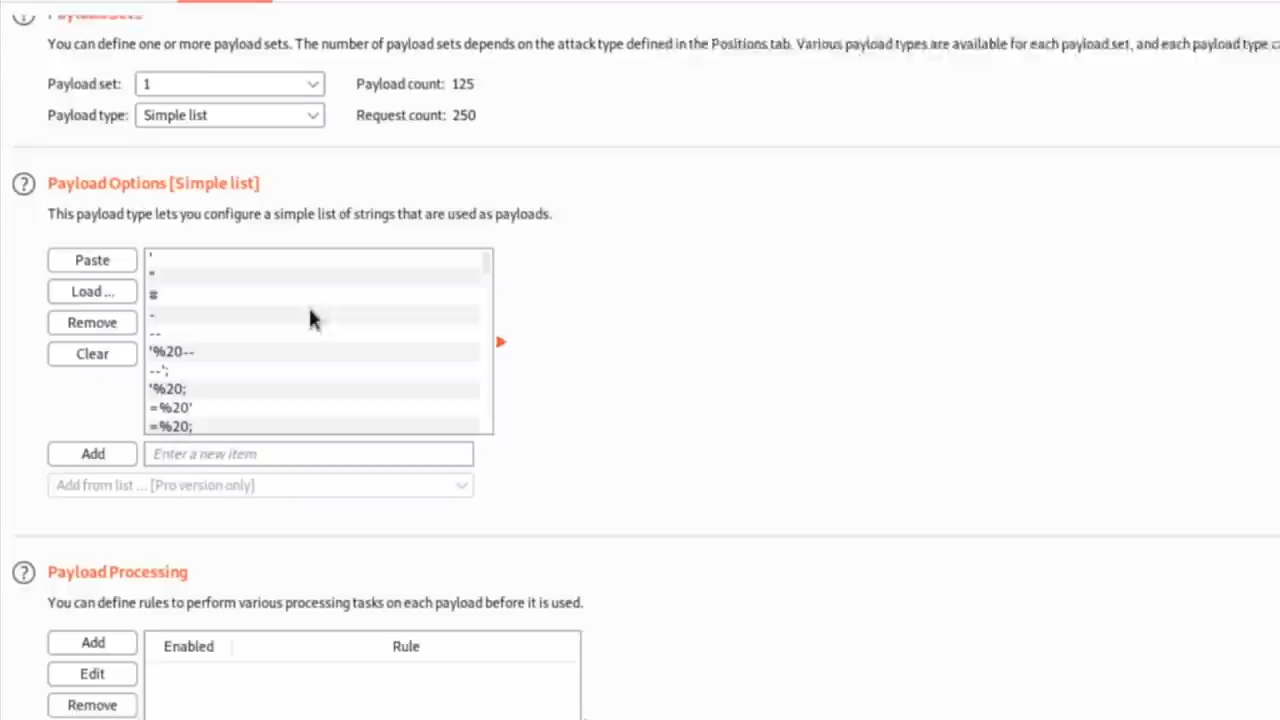 Payload Sets
You can define one or more payload sets. The number of payload sets depends on the attack type defined in the Positions tab. Various payload types are available for each payload set, and each payload type c
Payload set: 1 Payload count: 125
Payload type: Simple list Request count: 250
Payload Options [Simple list]
This payload type lets you configure a simple list of strings that are used as payloads.
Paste
Load ...
Remove
Clear
'
"
#
-
--
'%20--
--';
'%20;
=%20'
=%20;
Add Enter a new item
Add from list ... [Pro version only]
Payload Processing
You can define rules to perform various processing tasks on each payload before it is used.
Add Enabled Rule
Edit
Remove